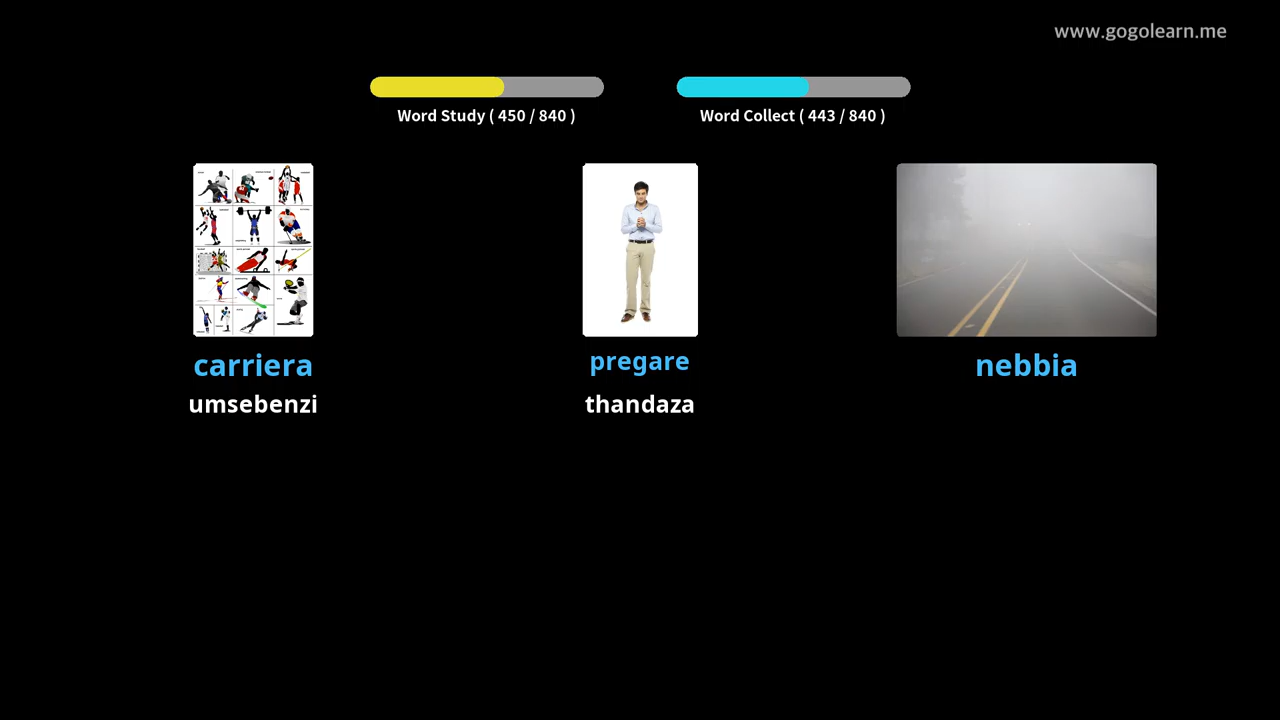 www.gogolearn.me
Word Study ( 450 / 840 )
Word Collect ( 443 / 840 )
carriera
pregare
nebbia
umsebenzi
thandaza